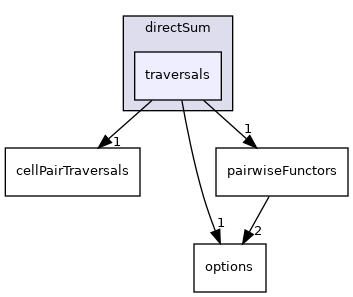 directSum
traversals
1
1
cellPairTraversals
pairwiseFunctors
1
2
options